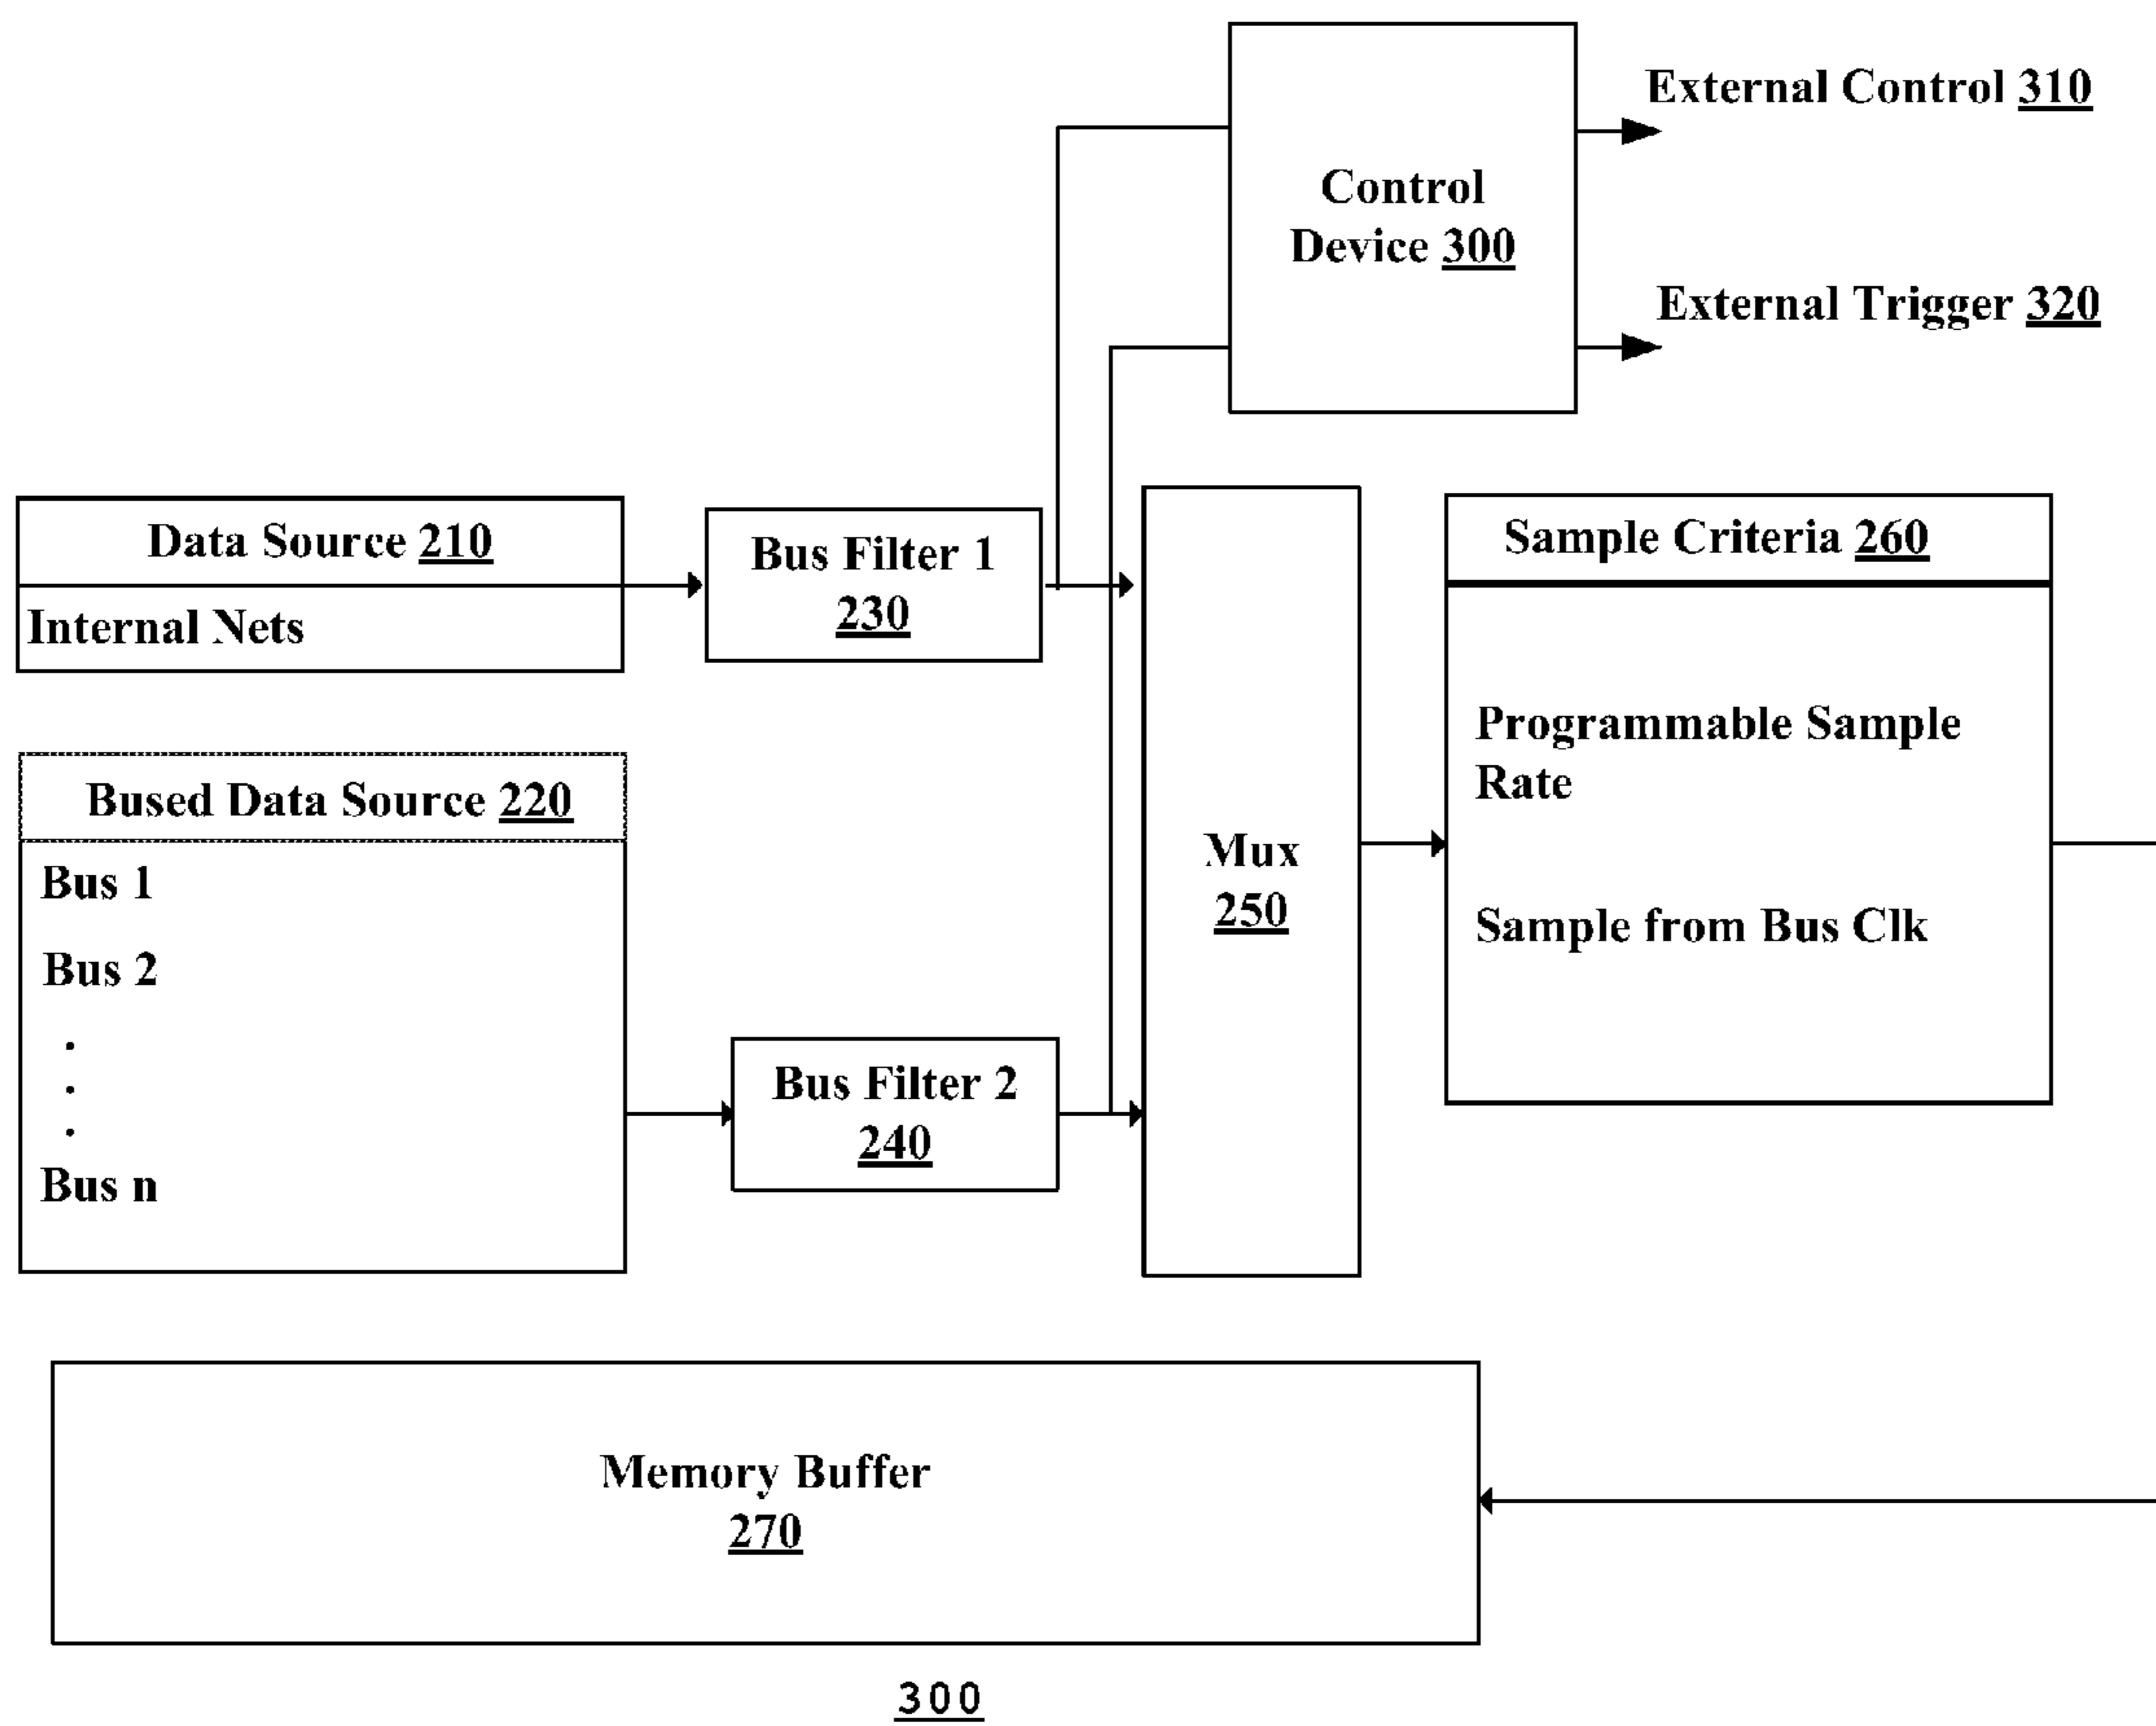 External Control 310
Control
Device 300
External Trigger 320
Data Source 210
Internal Nets
Bus Filter 1
230
Sample Criteria 260
Programmable Sample
Rate
Sample from Bus Clk
Bused Data Source 220
Bus 1
Bus 2
.
.
.
Bus n
Bus Filter 2
240
Mux
250
Memory Buffer
270
300